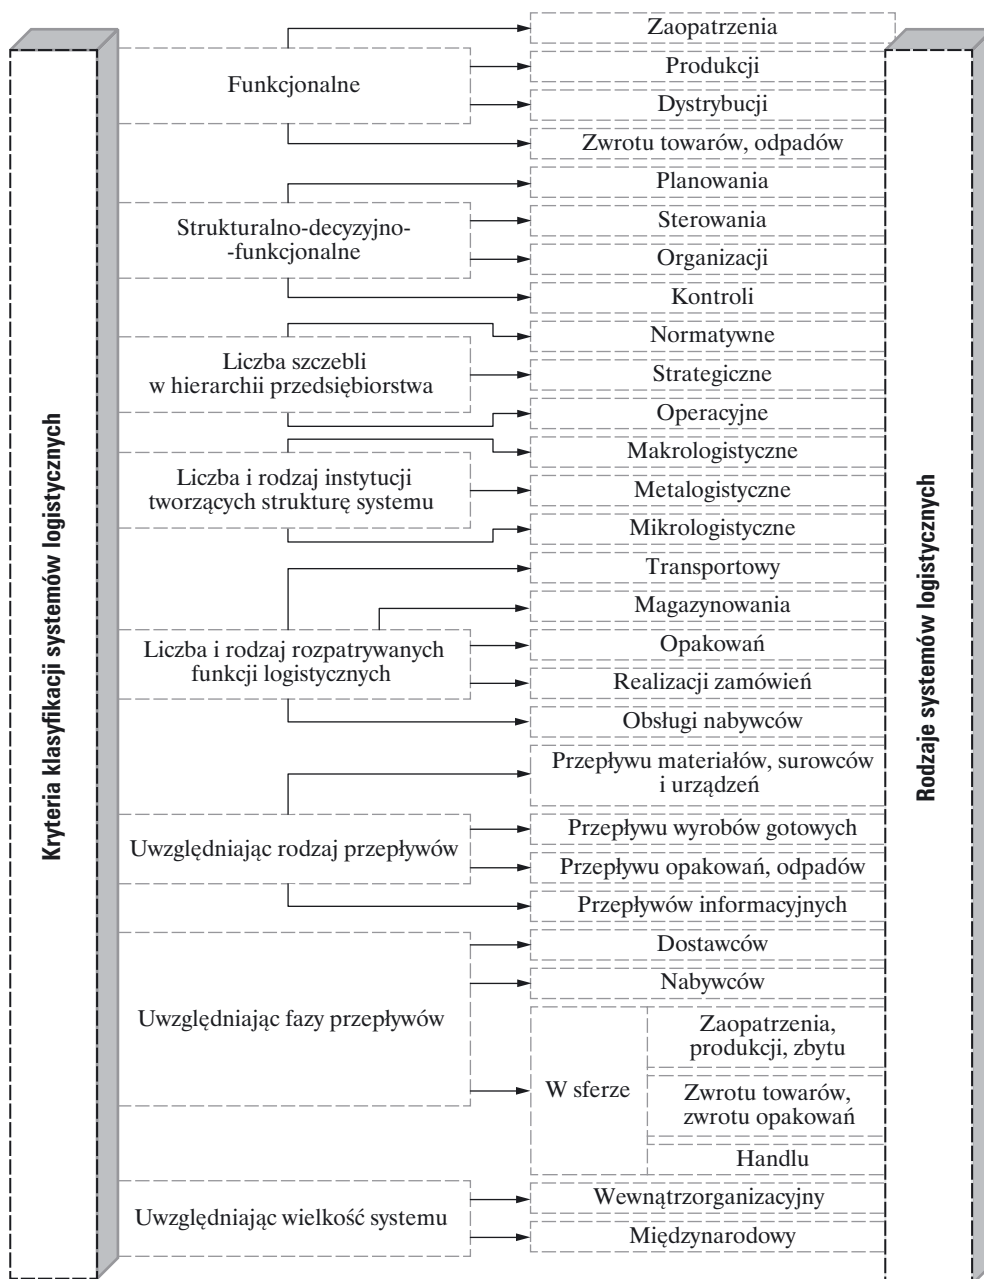 Kryteria klasyfikacji systemów logistycznych
Funkcjonalne
Zaopatrzenia
Produkcji
Dystrybucji
Zwrotu towarów, odpadów
Strukturalno-decyzyjno-
-funkcjonalne
Planowania
Sterowania
Organizacji
Kontroli
Liczba szczebli
w hierarchii przedsiębiorstwa
Normatywne
Strategiczne
Operacyjne
Liczba i rodzaj instytucji
tworzących strukturę systemu
Makrologistyczne
Metalogistyczne
Mikrologistyczne
Liczba i rodzaj rozpatrywanych
funkcji logistycznych
Transportowy
Magazynowania
Opakowań
Realizacji zamówień
Obsługi nabywców
Uwzględniając rodzaj przepływów
Przepływu materiałów, surowców
i urządzeń
Przepływu wyrobów gotowych
Przepływu opakowań, odpadów
Przepływów informacyjnych
Uwzględniając fazy przepływów
Dostawców
Nabywców
W sferze
Zaopatrzenia,
produkcji, zbytu
Zwrotu towarów,
zwrotu opakowań
Handlu
Uwzględniając wielkość systemu
Wewnątrzorganizacyjny
Międzynarodowy
Rodzaje systemów logistycznych